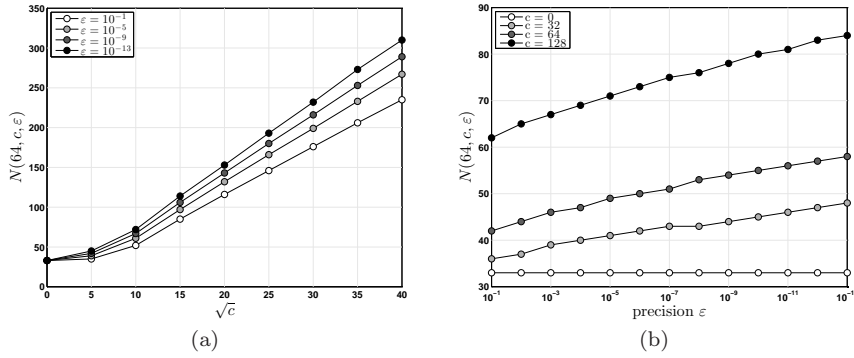 350
300
250
200
150
100
50
0
N(64, c, ε)
ε = 10⁻¹
ε = 10⁻⁵
ε = 10⁻⁹
ε = 10⁻¹³
0 5 10 15 20 25 30 35 40
√c
(a)
90
80
70
60
50
40
30
N(64, c, ε)
c = 0
c = 32
c = 64
c = 128
10⁻¹ 10⁻³ 10⁻⁵ 10⁻⁷ 10⁻⁹ 10⁻¹¹ 10⁻¹
precision ε
(b)